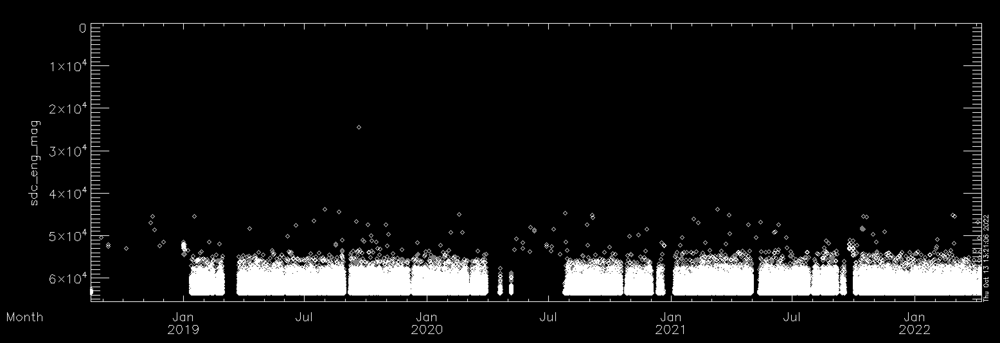 0
1×10⁴
2×10⁴
3×10⁴
4×10⁴
5×10⁴
6×10⁴
sdc_eng_mag
Month
Jan Jul Jan Jul Jan Jul Jan
2019 2020 2021 2022
Thu Oct 13 13:21:06 2022